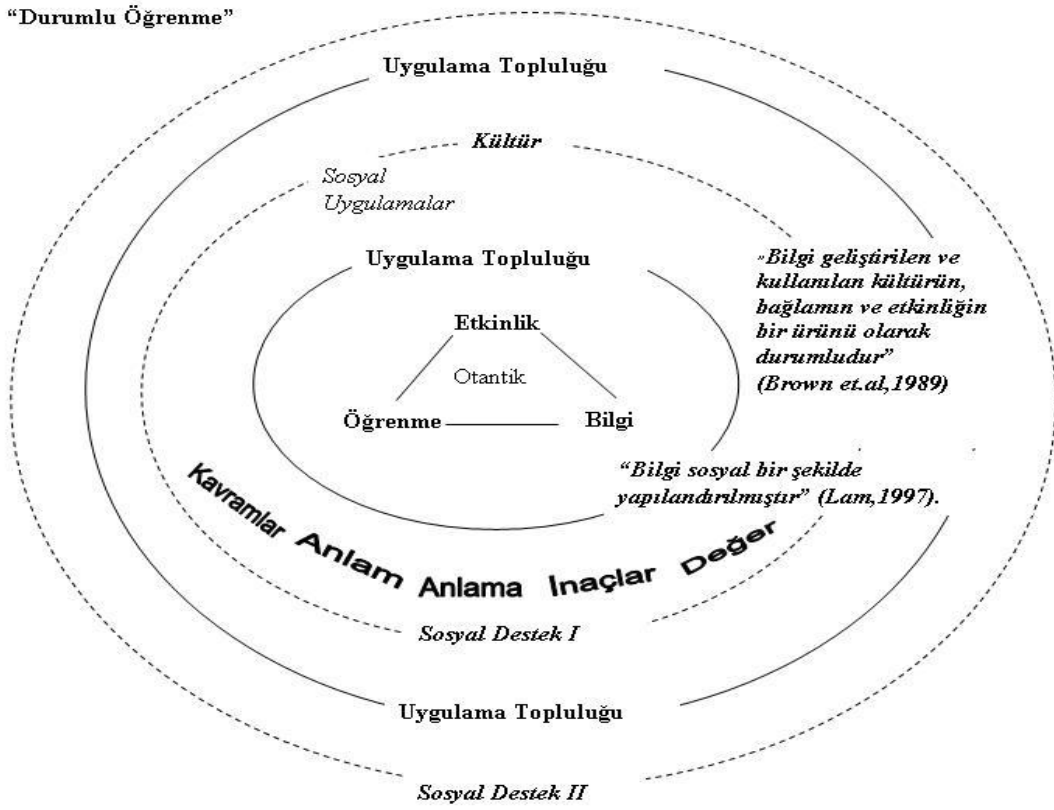 “Durumlu Öğrenme”
Uygulama Topluluğu
Kültür
Sosyal
Uygulamalar
Uygulama Topluluğu
“Bilgi geliştirilen ve
kullanılan kültürün,
bağlamın ve etkinliğin
bir ürünü olarak
durumludur”
(Brown et.al,1989)
Etkinlik
Otantik
Öğrenme
Bilgi
“Bilgi sosyal bir şekilde
yapılandırılmıştır” (Lam,1997).
Kavramlar Anlam Anlama Inaçlar Değer
Sosyal Destek I
Uygulama Topluluğu
Sosyal Destek II